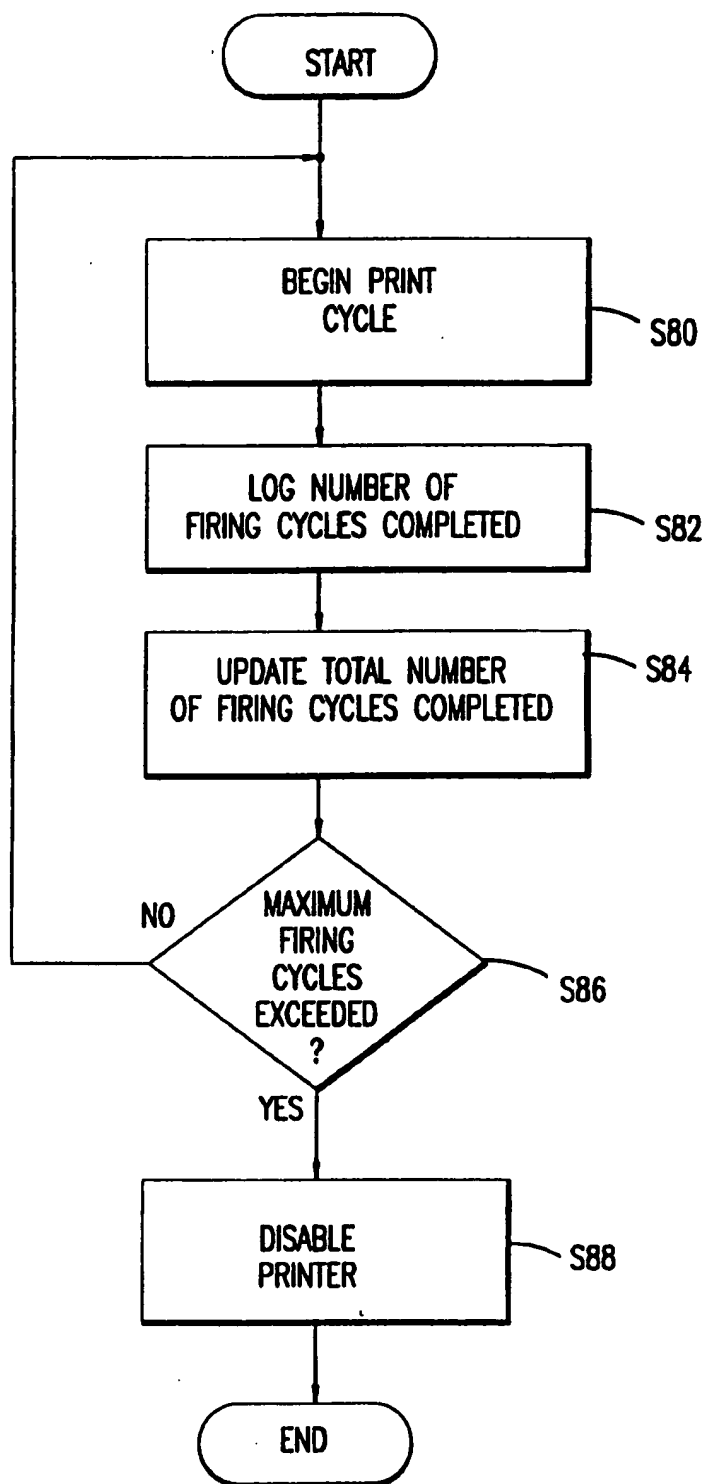 START
BEGIN PRINT
CYCLE
S80
LOG NUMBER OF
FIRING CYCLES COMPLETED
S82
UPDATE TOTAL NUMBER
OF FIRING CYCLES COMPLETED
S84
NO
MAXIMUM
FIRING
CYCLES
EXCEEDED
?
S86
YES
DISABLE
PRINTER
S88
END